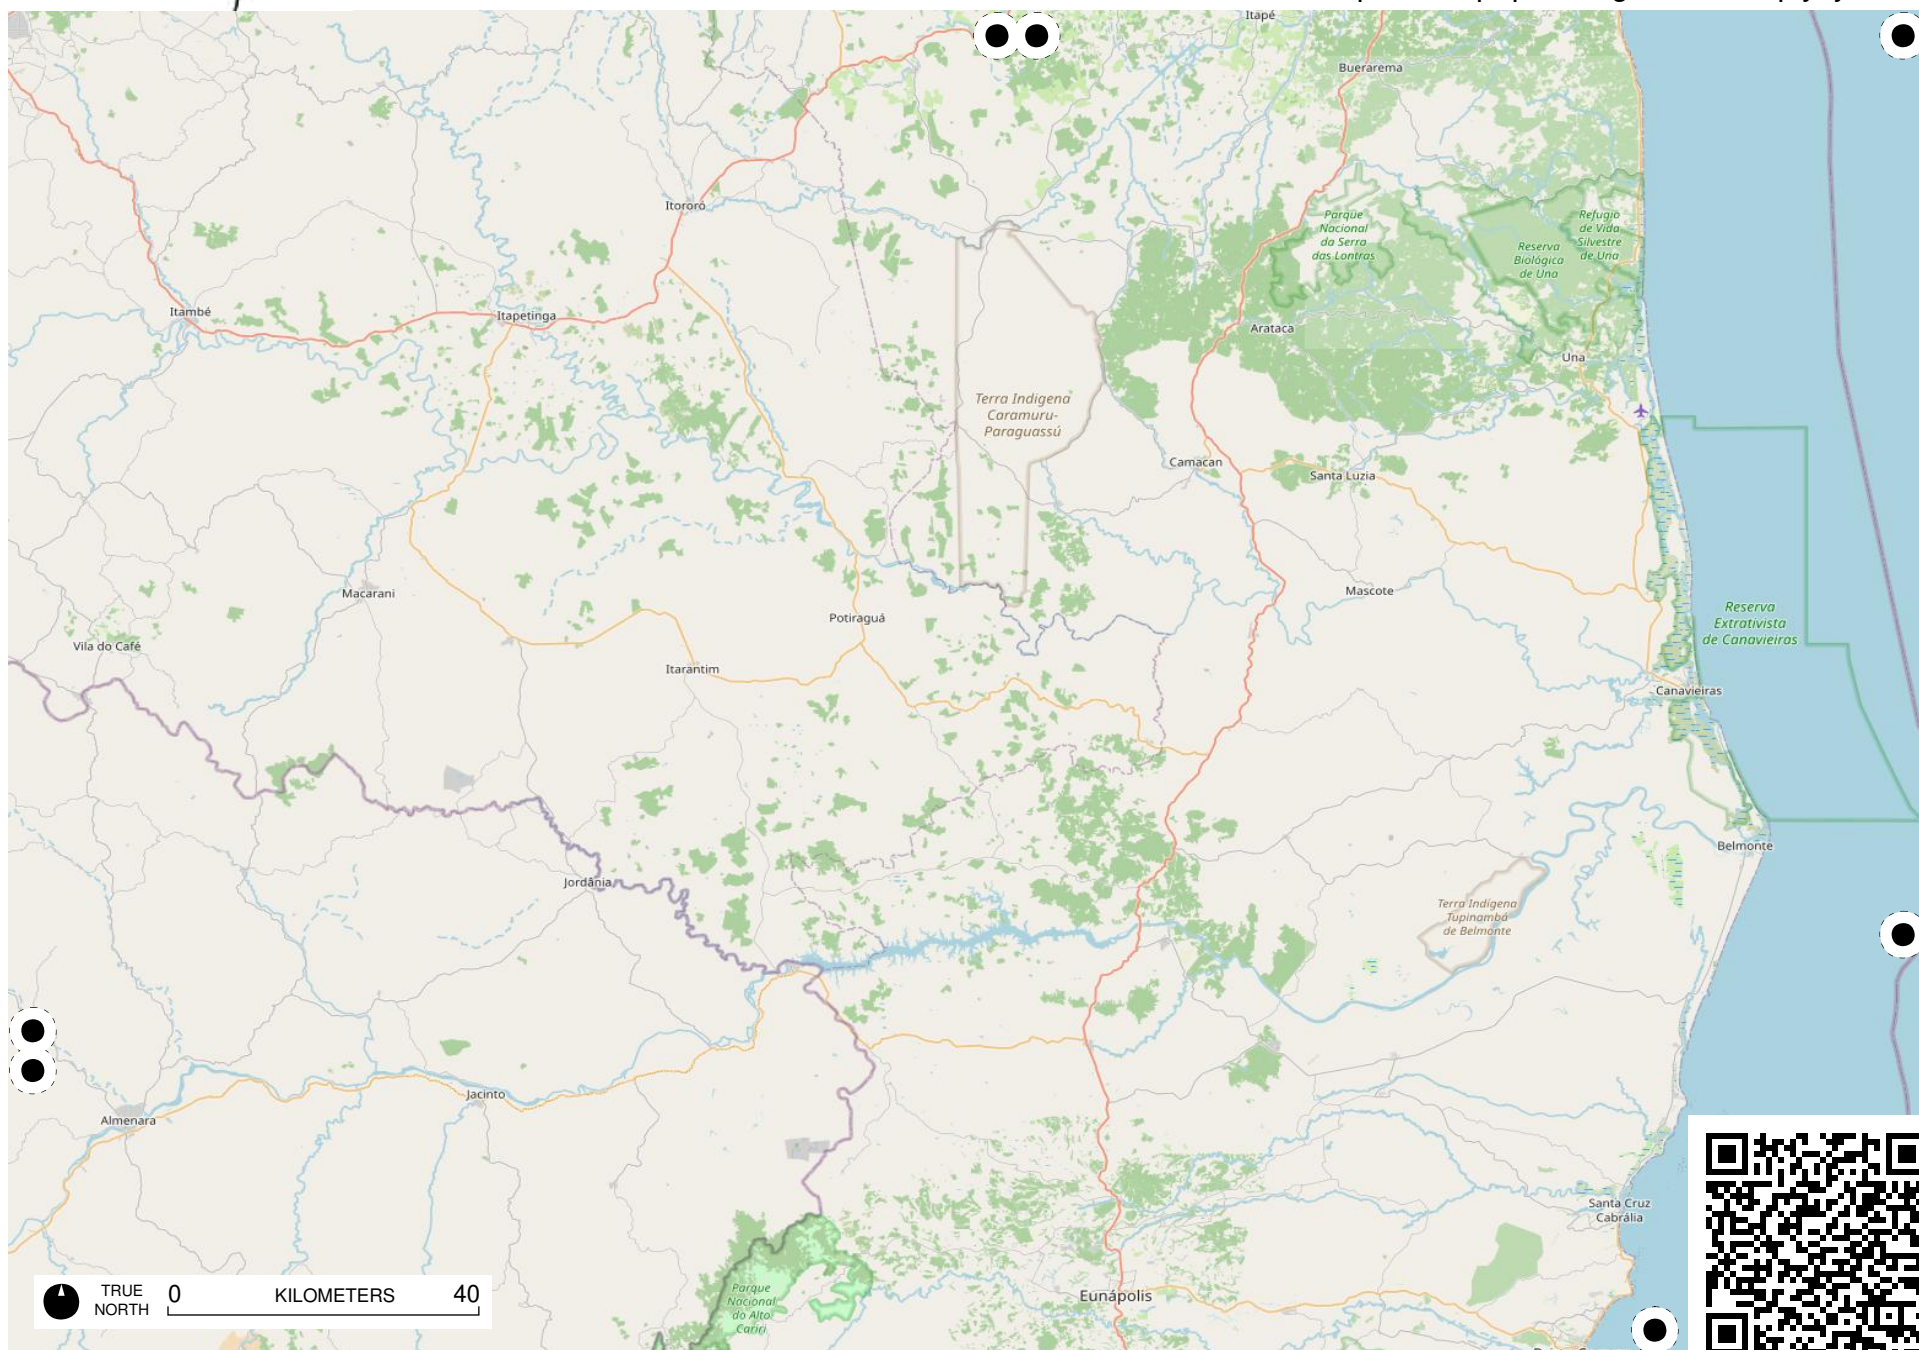 Itapé
Buerarema
Itororó
Parque
Nacional
da Serra
das Lontras
Refugio
de Vida
Silvestre
de Una
Reserva
Biológica
de Una
Itambé
Itapetinga
Arataca
Una
Terra Indigena
Caramuru-
Paraguassú
Camacan
Santa Luzia
Macarani
Mascote
Potiraguá
Reserva
Extrativista
de Canavieiras
Vila do Café
Itarantim
Canavieiras
Belmonte
Jordânia
Terra Indígena
Tupinambá
de Belmonte
Jacinto
Almenara
Santa Cruz
Cabrália
Parque
Nacional
do Alto
Cariri
Eunápolis
TRUE
NORTH
0 KILOMETERS 40